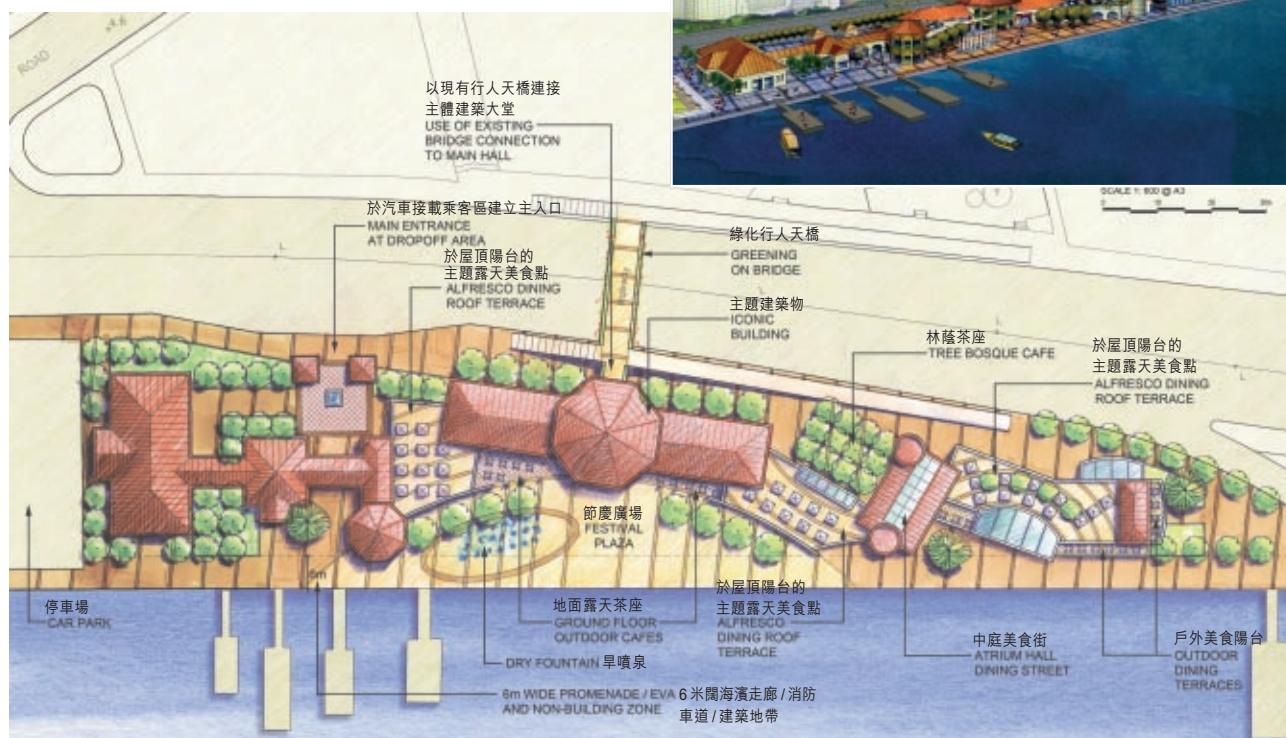 ROAD
以現有行人天橋連接
主體建築大堂
USE OF EXISTING
BRIDGE CONNECTION
TO MAIN HALL
SCALE 1: 600 @ A3
於汽車接載乘客區建立主入口
MAIN ENTRANCE
AT DROPOFF AREA
於屋頂陽台的
主題露天美食點
ALFRESCO DINING
ROOF TERRACE
綠化行人天橋
GREENING
ON BRIDGE
主題建築物
ICONIC
BUILDING
林蔭茶座
TREE BOSQUE CAFE
於屋頂陽台的
主題露天美食點
ALFRESCO DINING
ROOF TERRACE
節慶廣場
FESTIVAL
PLAZA
6m
停車場
CAR PARK
地面露天茶座
GROUND FLOOR
OUTDOOR CAFES
於屋頂陽台的
主題露天美食點
ALFRESCO
DINING ROOF
TERRACE
中庭美食街
ATRIUM HALL
DINING STREET
戶外美食陽台
OUTDOOR
DINING
TERRACES
DRY FOUNTAIN 旱噴泉
6m WIDE PROMENADE / EVA 6 米闊海濱走廊 / 消防
AND NON-BUILDING ZONE 車道 / 建築地帶